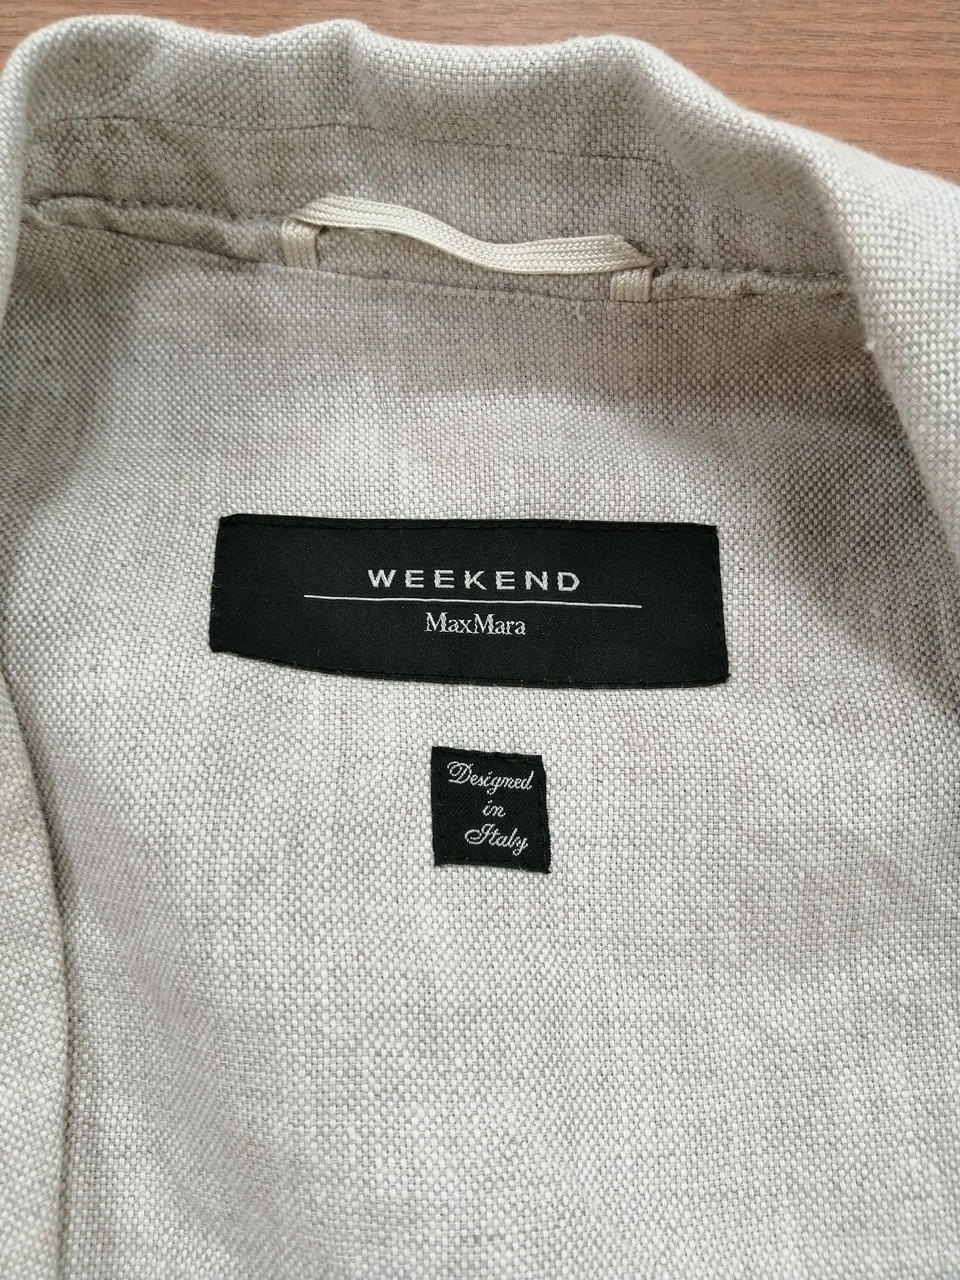 WEEKEND
MaxMara
Designed
in
Italy